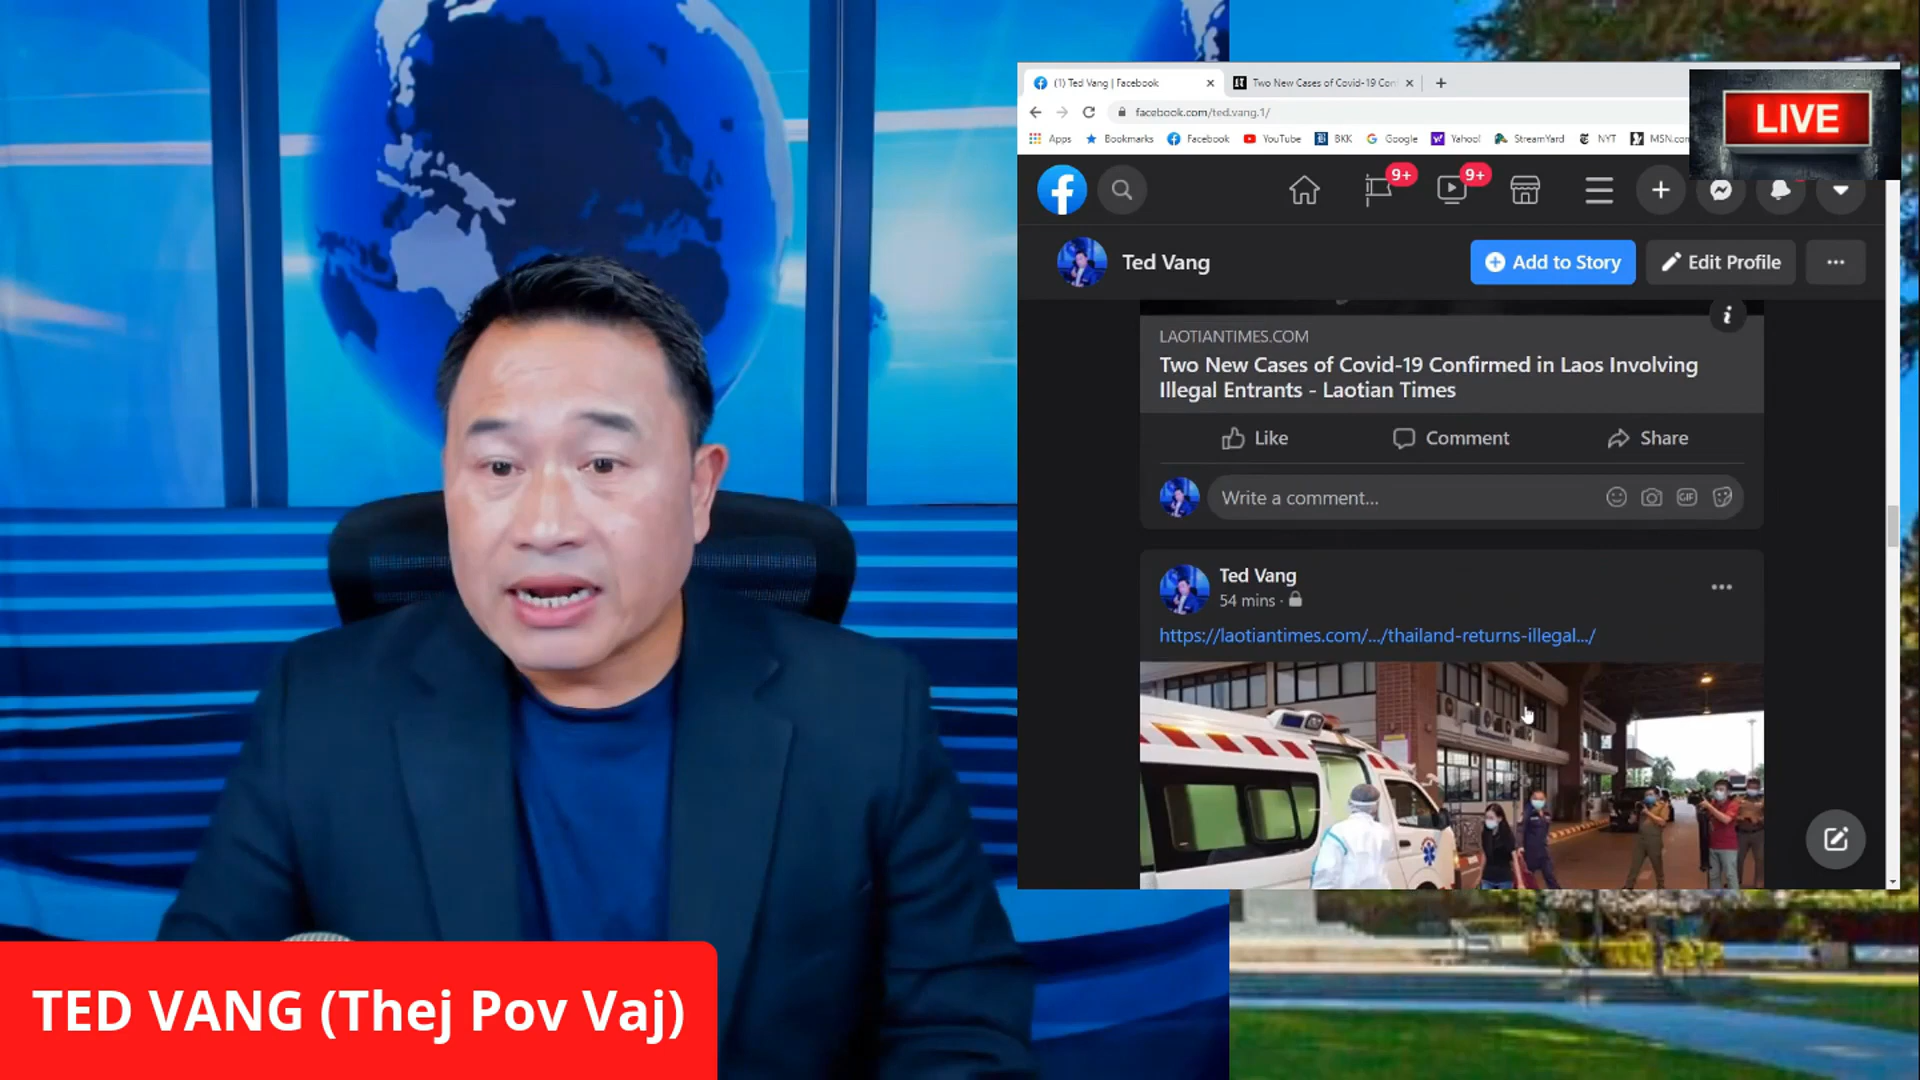 (1) Ted Vang | Facebook
Two New Cases of Covid-19 Con
facebook.com/ted.vang.1/
Apps Bookmarks Facebook YouTube BKK Google Yahoo! StreamYard NYT MSN.com
LIVE
9+ 9+
Ted Vang
Add to Story
Edit Profile
LAOTIANTIMES.COM
Two New Cases of Covid-19 Confirmed in Laos Involving
Illegal Entrants - Laotian Times
Like Comment Share
Write a comment...
GIF
Ted Vang
54 mins ·
https://laotiantimes.com/.../thailand-returns-illegal.../
TED VANG (Thej Pov Vaj)